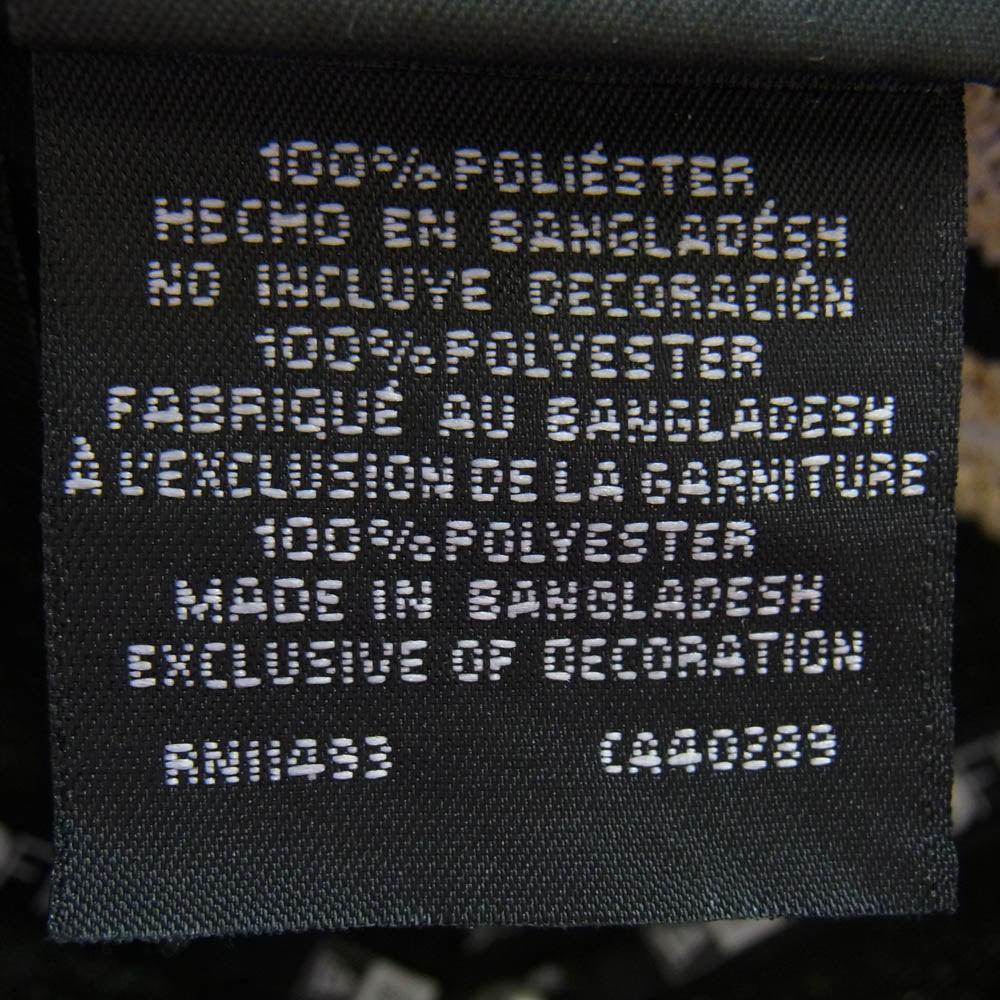 100% POLIÉSTER
HECHO EN BANGLADÉSH
NO INCLUYE DECORACIÓN
100% POLYESTER
FABRIQUÉ AU BANGLADESH
À L'EXCLUSION DE LA GARNITURE
100% POLYESTER
MADE IN BANGLADESH
EXCLUSIVE OF DECORATION
RN11493 CA40289